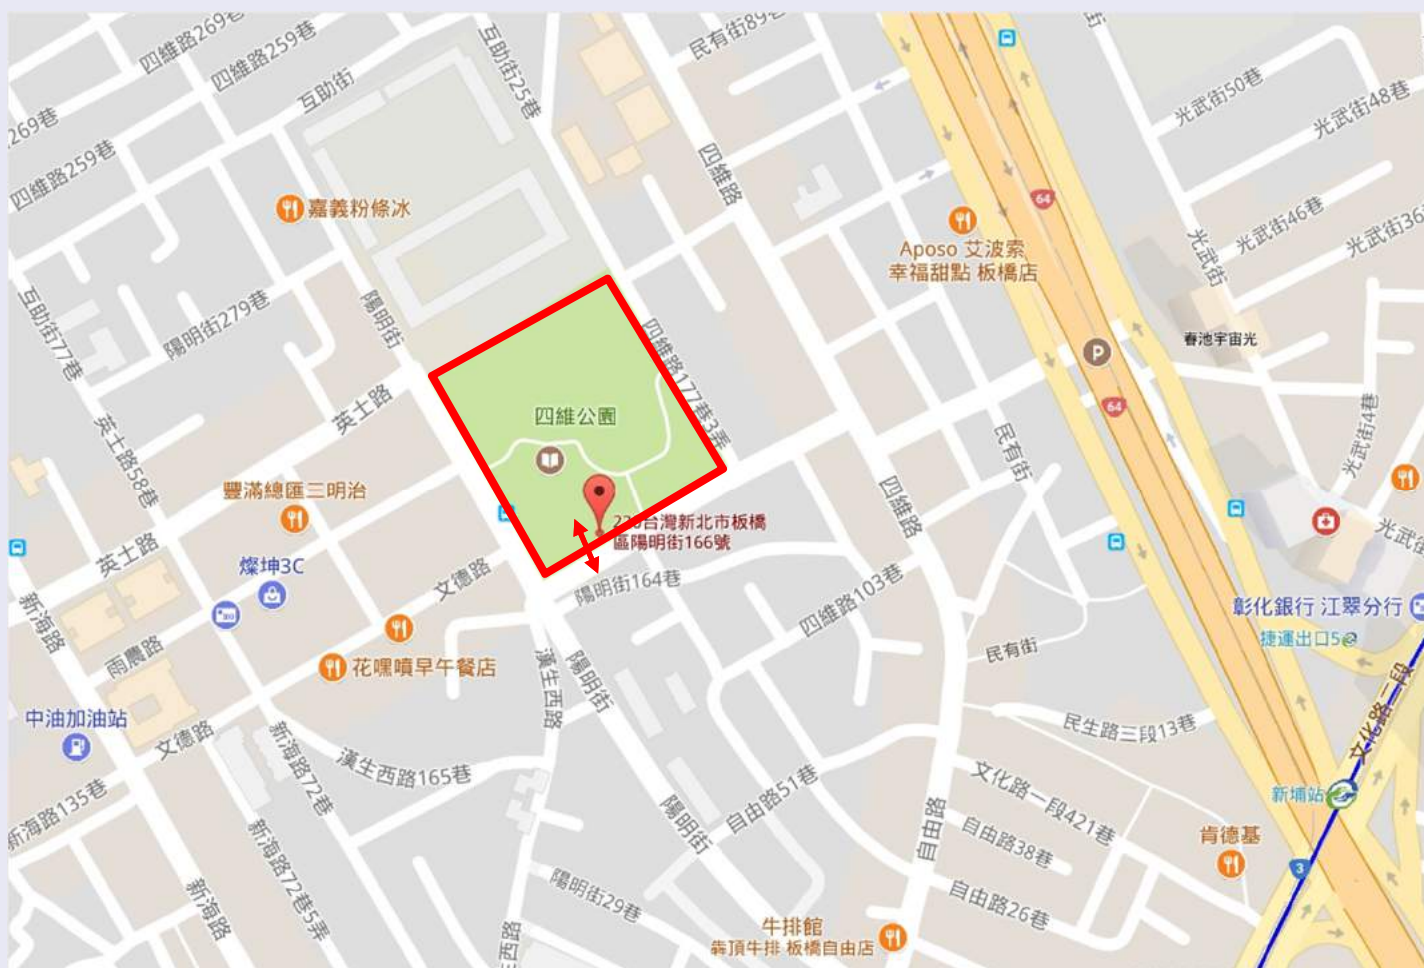 四維路269巷
四維路259巷
互助街
互助街25巷
民有街89巷
269巷
四維路259巷
嘉義粉條冰
四維路
64
光武街50巷
光武街48巷
Aposo 艾波索
幸福甜點 板橋店
光武街
光武街46巷
光武街36
互助街77巷
陽明街279巷
陽明街
四維路177巷3弄
P
春池宇宙光
64
英士路
四維公園
英士路58巷
民有街
光武街4巷
豐滿總匯三明治
四維路
220台灣新北市板橋
區陽明街166號
英士路
燦坤3C
文德路
陽明街164巷
四維路103巷
光武街
彰化銀行 江翠分行
捷運出口5
新海路
雨農路
花嘿噴早午餐店
漢生西路
陽明街
民有街
文化路一段
中油加油站
文德路
新海路72巷
漢生西路165巷
民生路三段13巷
新海路135巷
自由路51巷
文化路一段421巷
新埔站
陽明街
自由路
自由路38巷
肯德基
3
新海路72巷5弄
新海路
陽明街29巷
自由路26巷
牛排館
犇頂牛排 板橋自由店
生西路